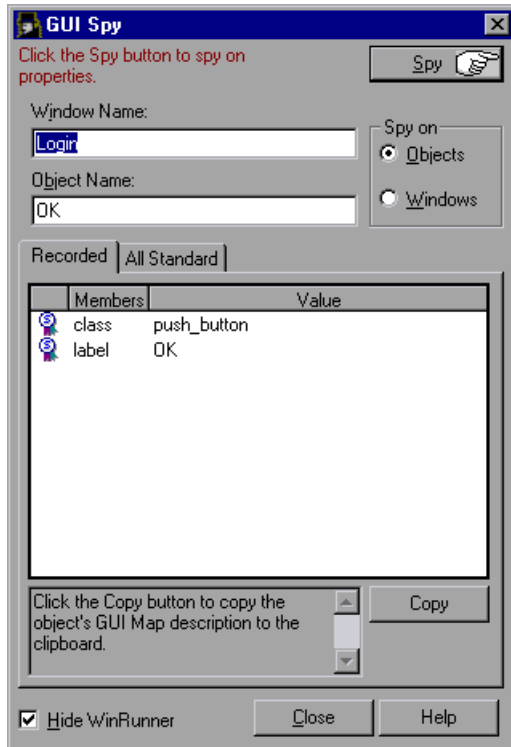 GUI Spy
Click the Spy button to spy on
properties.
Spy
Window Name:
Login
Object Name:
OK
Spy on
Objects
Windows
Recorded
All Standard
Members Value
class push_button
label OK
Click the Copy button to copy the
object's GUI Map description to the
clipboard.
Copy
Hide WinRunner
Close
Help